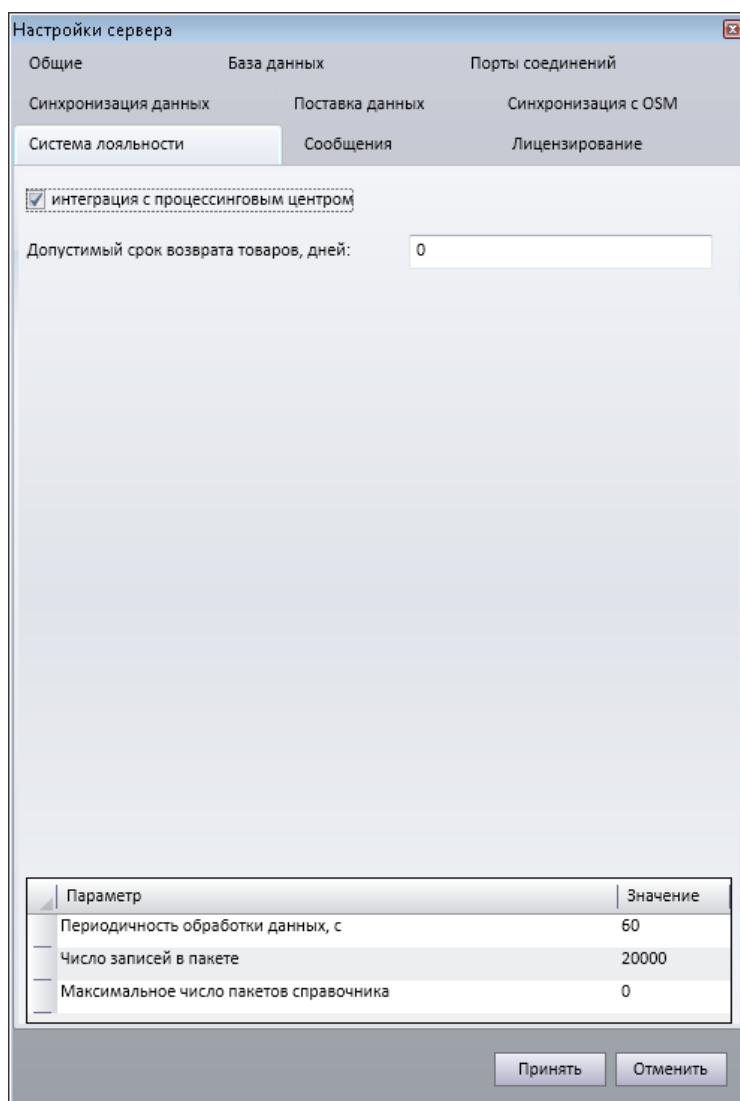 Настройки сервера
Общие База данных Порты соединений
Синхронизация данных Поставка данных Синхронизация с OSM
Система лояльности Сообщения Лицензирование
интеграция с процессинговым центром
Допустимый срок возврата товаров, дней: 0
Параметр Значение
Периодичность обработки данных, с 60
Число записей в пакете 20000
Максимальное число пакетов справочника 0
Принять Отменить